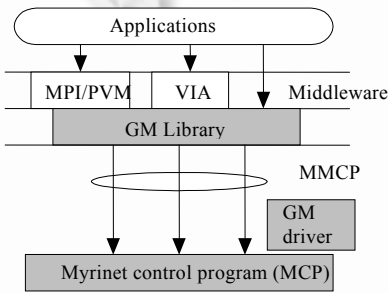 Applications
MPI/PVM
VIA
Middleware
GM Library
MMCP
GM
driver
Myrinet control program (MCP)